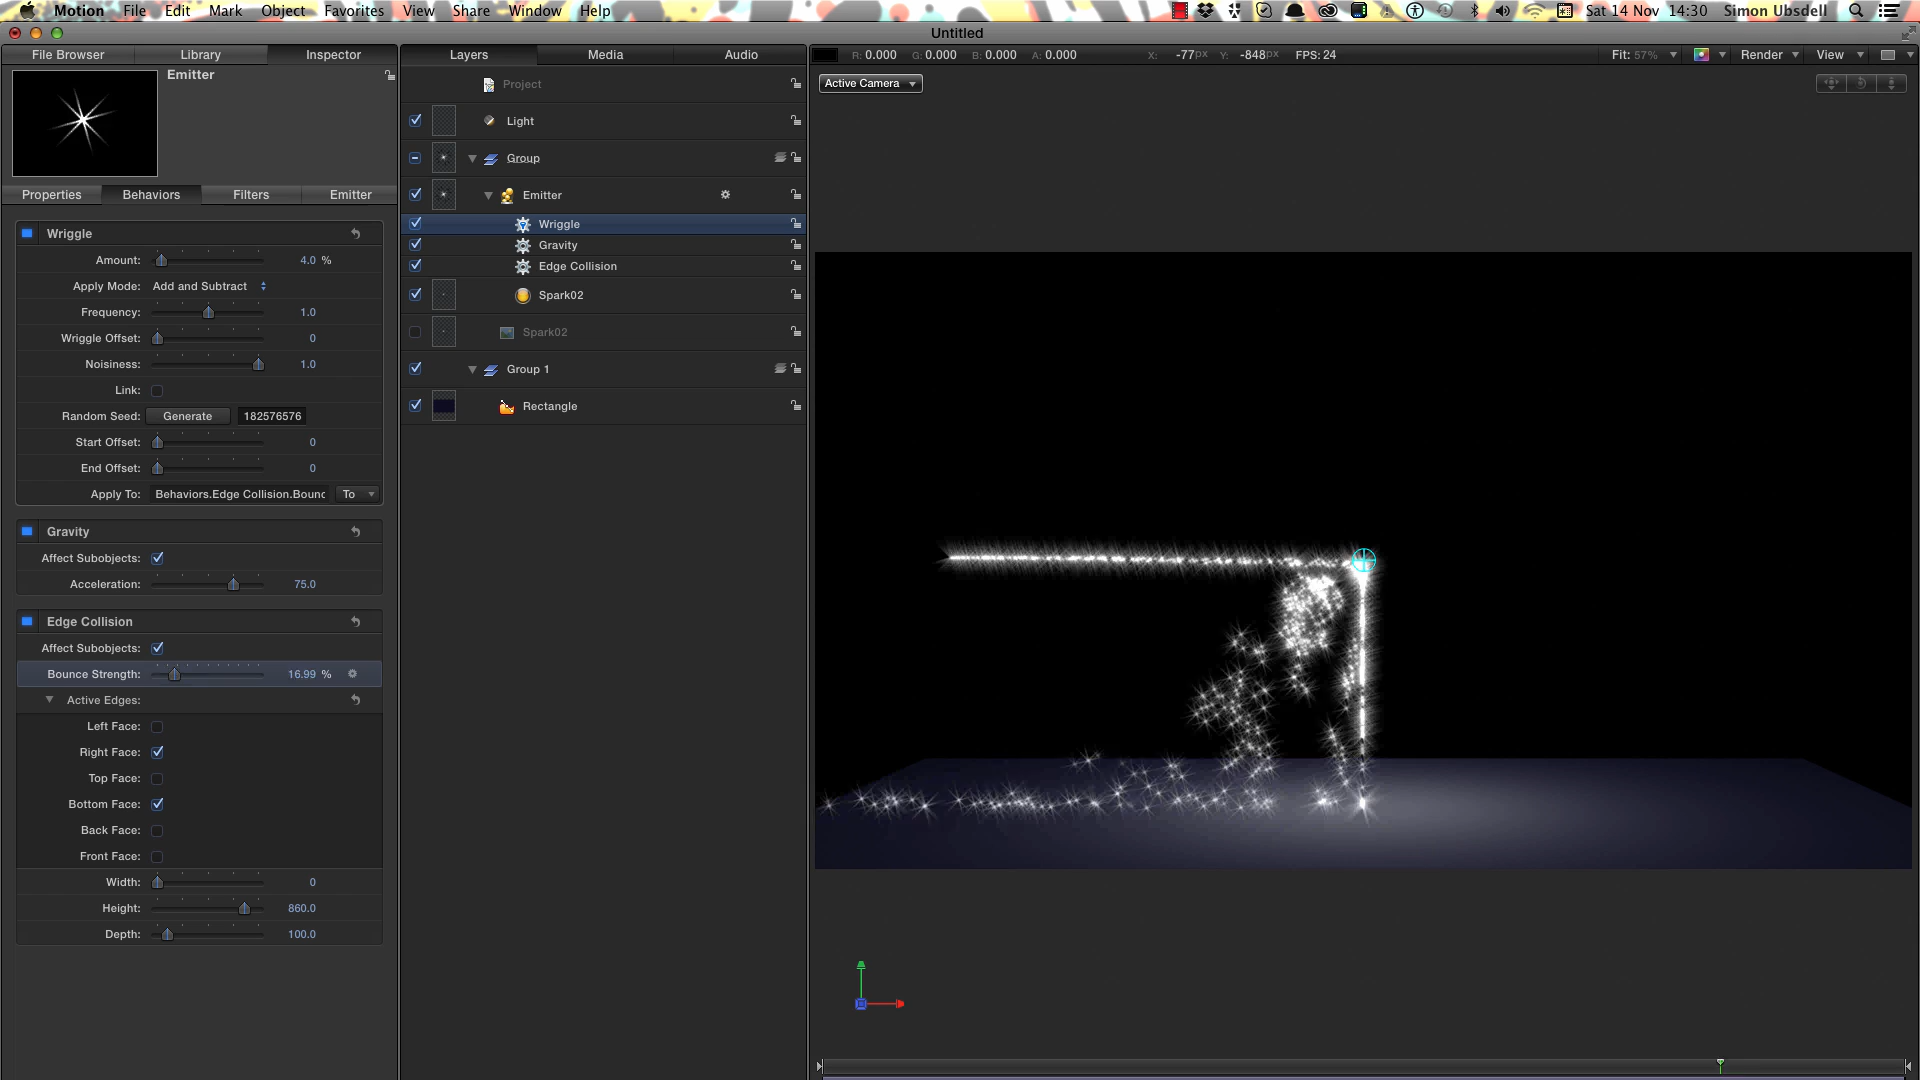 Motion File Edit Mark Object Favorites View Share Window Help Sat 14 Nov 14:30 Simon Ubsdell
Untitled
File Browser Library Inspector
Layers Media Audio
R: 0.000 G: 0.000 B: 0.000 A: 0.000 X: -77px Y: -848px FPS: 24 Fit: 57% Render View
Emitter
Active Camera
Properties Behaviors Filters Emitter
Wriggle
Amount: 4.0 %
Apply Mode: Add and Subtract
Frequency: 1.0
Wriggle Offset: 0
Noisiness: 1.0
Link:
Random Seed: Generate 182576576
Start Offset: 0
End Offset: 0
Apply To: Behaviors.Edge Collision.Bounc To
Gravity
Affect Subobjects:
Acceleration: 75.0
Edge Collision
Affect Subobjects:
Bounce Strength: 16.99 %
Active Edges:
Left Face:
Right Face:
Top Face:
Bottom Face:
Back Face:
Front Face:
Width: 0
Height: 860.0
Depth: 100.0
Project
Light
Group
Emitter
Wriggle
Gravity
Edge Collision
Spark02
Spark02
Group 1
Rectangle